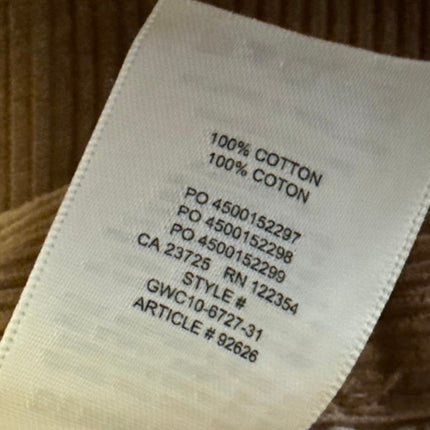 100% COTTON
100% COTON
PO 4500152297
PO 4500152298
PO 4500152299
CA 23725 RN 122354
STYLE #
GWC10-6727-31
ARTICLE # 92626